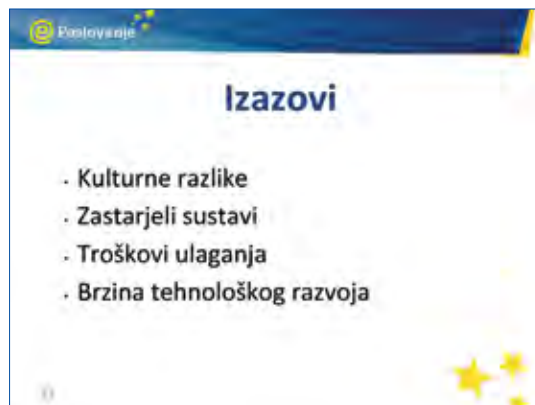 e Poslovanje
Izazovi
· Kulturne razlike
· Zastarjeli sustavi
· Troškovi ulaganja
· Brzina tehnološkog razvoja